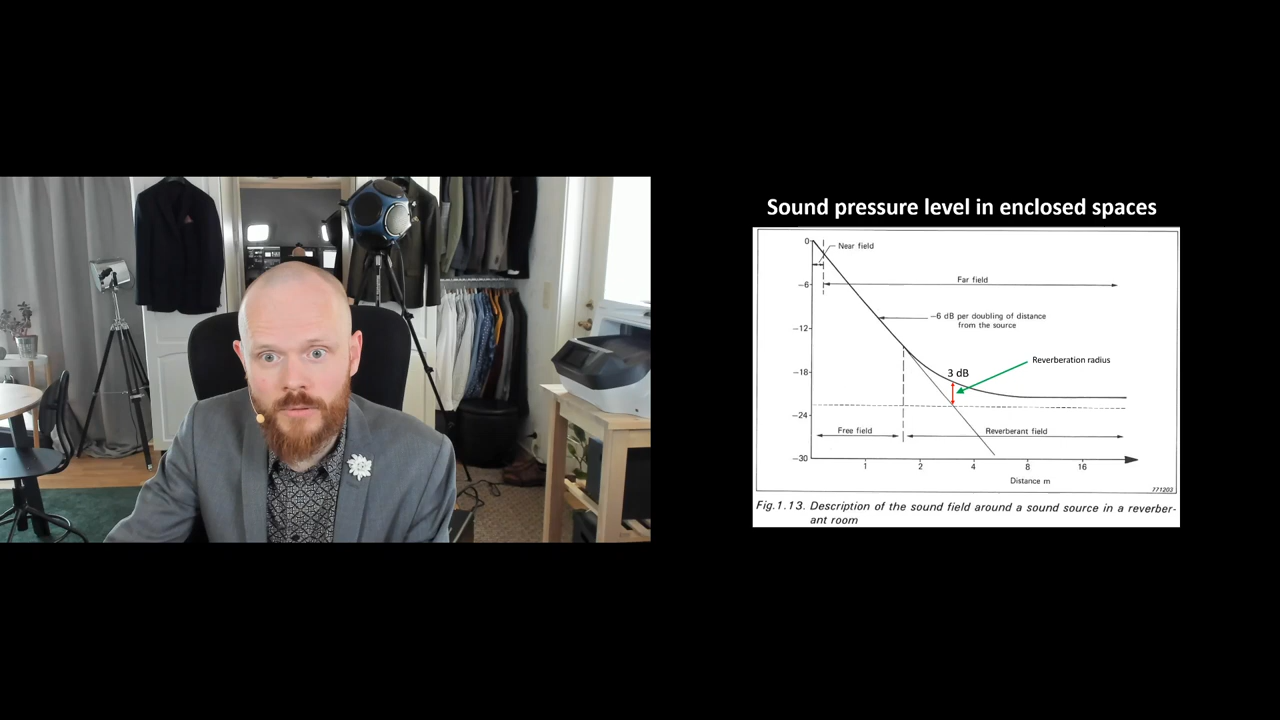 Sound pressure level in enclosed spaces
0
Near field
-6
Far field
-6 dB per doubling of distance
from the source
-12
Reverberation radius
-18
3 dB
-24
Free field
Reverberant field
-30
1 2 4 8 16
Distance m
771203
Fig.1.13. Description of the sound field around a sound source in a reverber-
ant room